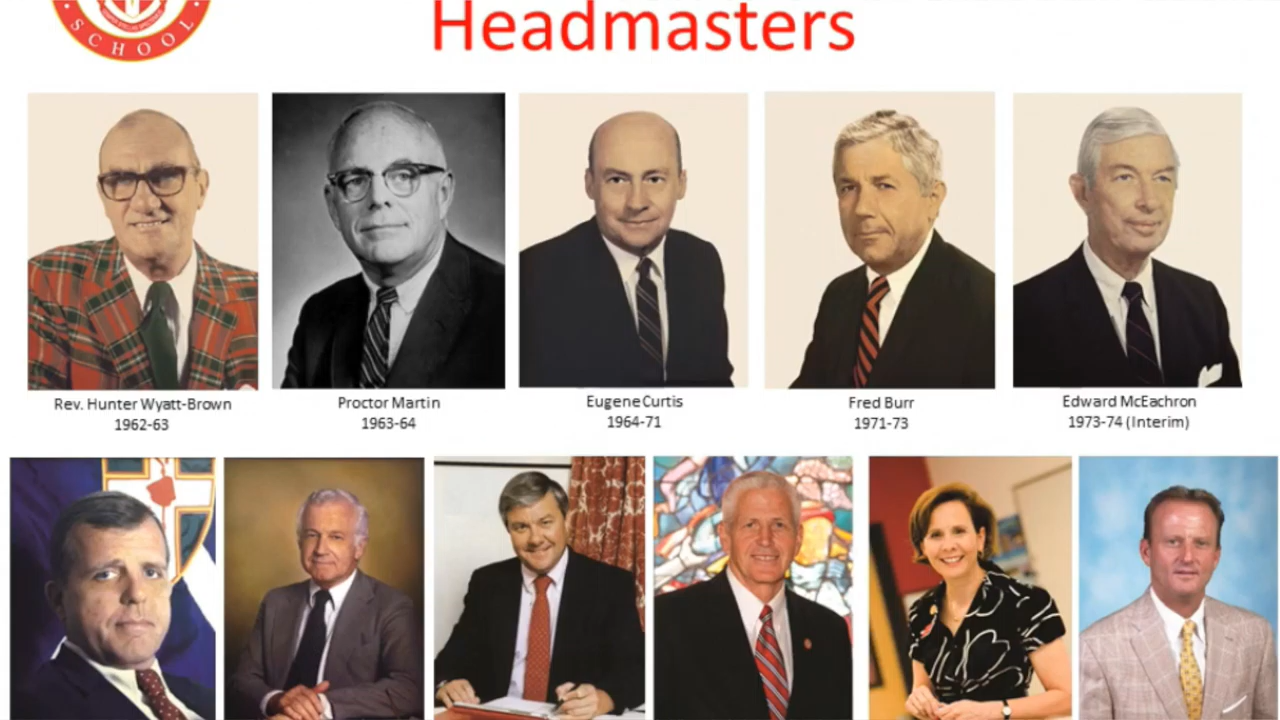 SCHOOL
Headmasters
Rev. Hunter Wyatt-Brown
1962-63
Proctor Martin
1963-64
Eugene Curtis
1964-71
Fred Burr
1971-73
Edward McEachron
1973-74 (Interim)